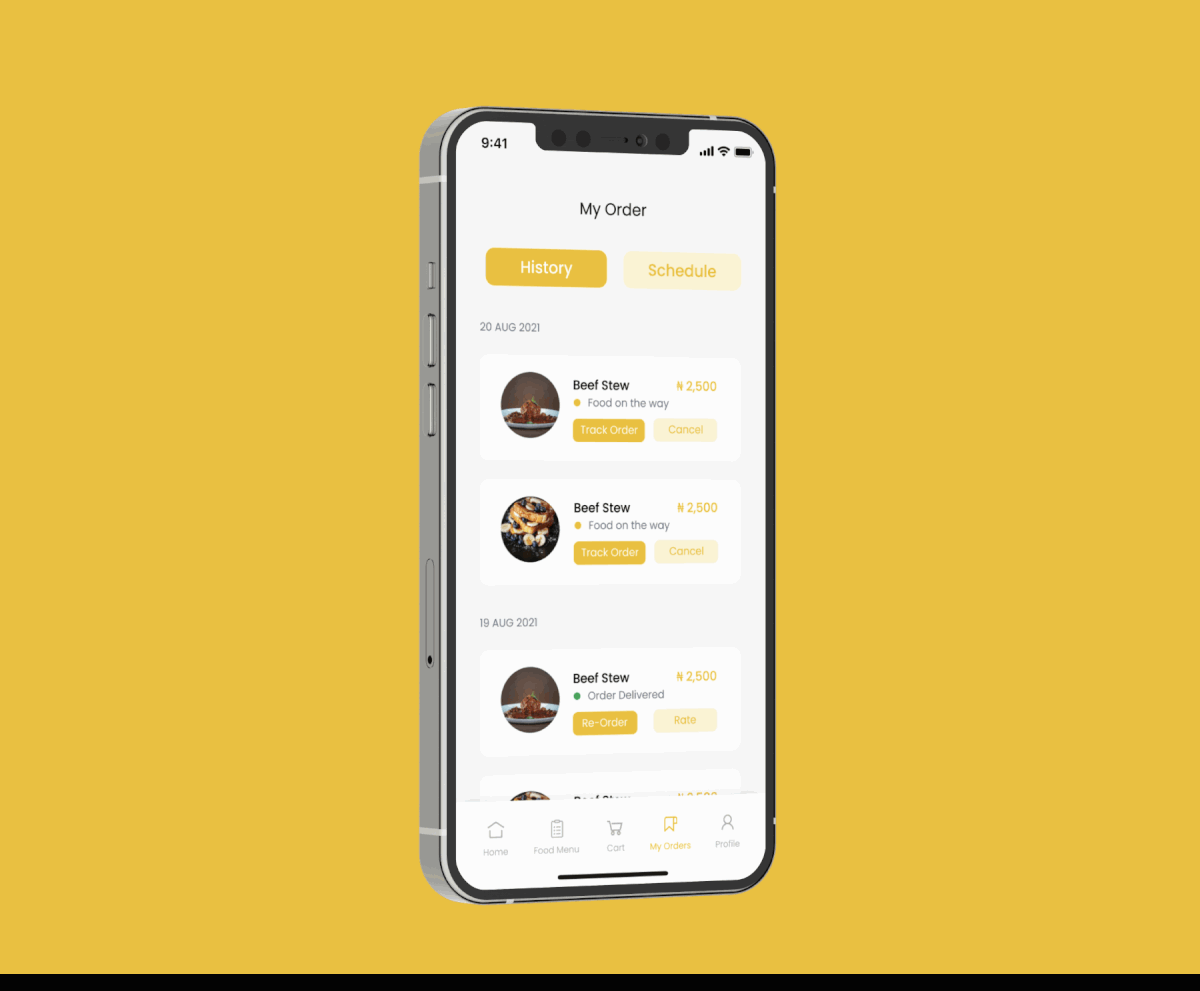 9:41
My Order
History
Schedule
20 AUG 2021
Beef Stew
₦ 2,500
Food on the way
Track Order
Cancel
Beef Stew
₦ 2,500
Food on the way
Track Order
Cancel
19 AUG 2021
Beef Stew
₦ 2,500
Order Delivered
Re-Order
Rate
Home
Food Menu
Cart
My Orders
Profile